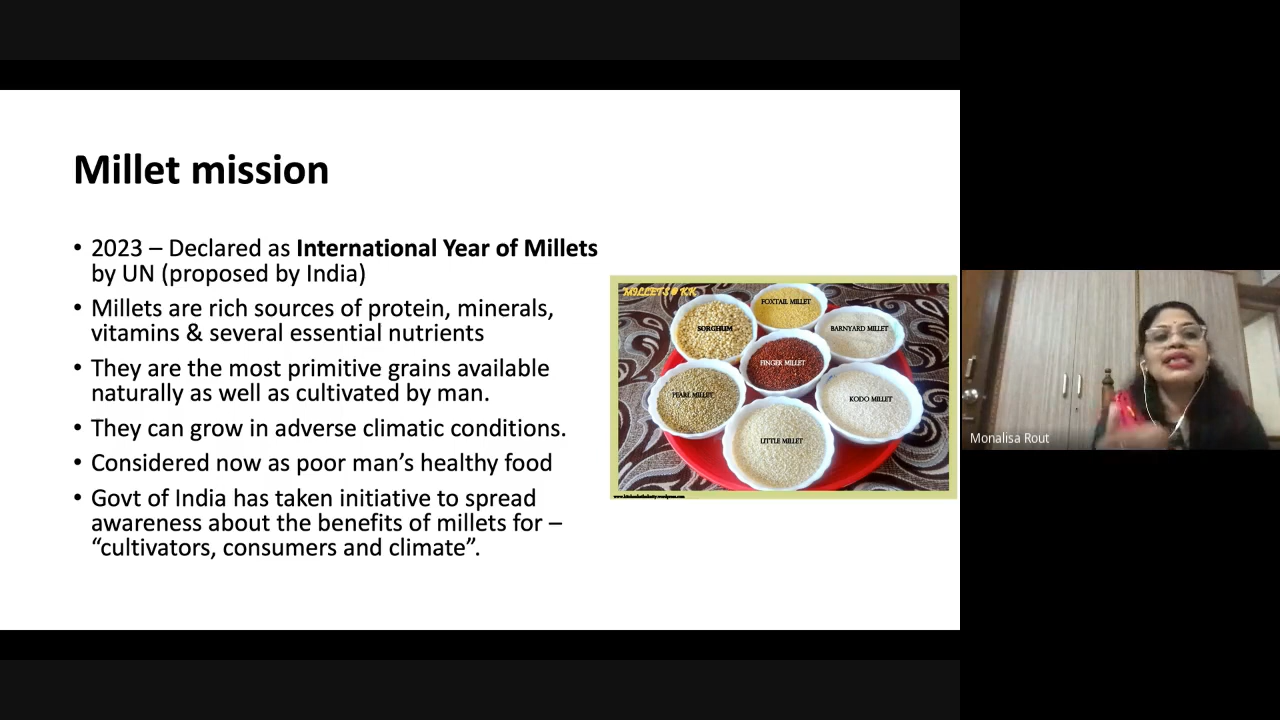 Millet mission
• 2023 – Declared as International Year of Millets
by UN (proposed by India)
• Millets are rich sources of protein, minerals,
vitamins & several essential nutrients
• They are the most primitive grains available
naturally as well as cultivated by man.
• They can grow in adverse climatic conditions.
• Considered now as poor man’s healthy food
• Govt of India has taken initiative to spread
awareness about the benefits of millets for –
“cultivators, consumers and climate”.
MILLETS @ KK
FOXTAIL MILLET
SORGHUM
BARNYARD MILLET
FINGER MILLET
PEARL MILLET
KODO MILLET
LITTLE MILLET
Monalisa Rout